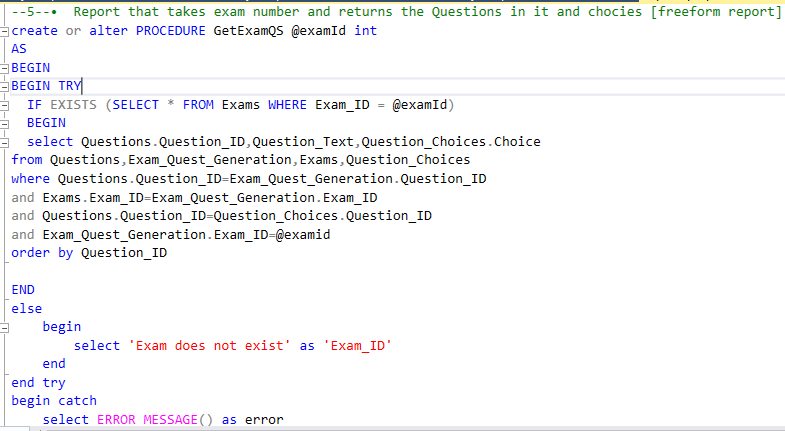 --5--•  Report that takes exam number and returns the Questions in it and chocies [freeform report]
create or alter PROCEDURE GetExamQS @examId int
AS
BEGIN
BEGIN TRY
  IF EXISTS (SELECT * FROM Exams WHERE Exam_ID = @examId)
  BEGIN
  select Questions.Question_ID,Question_Text,Question_Choices.Choice
from Questions,Exam_Quest_Generation,Exams,Question_Choices
where Questions.Question_ID=Exam_Quest_Generation.Question_ID
and Exams.Exam_ID=Exam_Quest_Generation.Exam_ID
and Questions.Question_ID=Question_Choices.Question_ID
and Exam_Quest_Generation.Exam_ID=@examid
order by Question_ID
END
else
    begin
        select 'Exam does not exist' as 'Exam_ID'
    end
end try
begin catch
    select ERROR_MESSAGE() as error